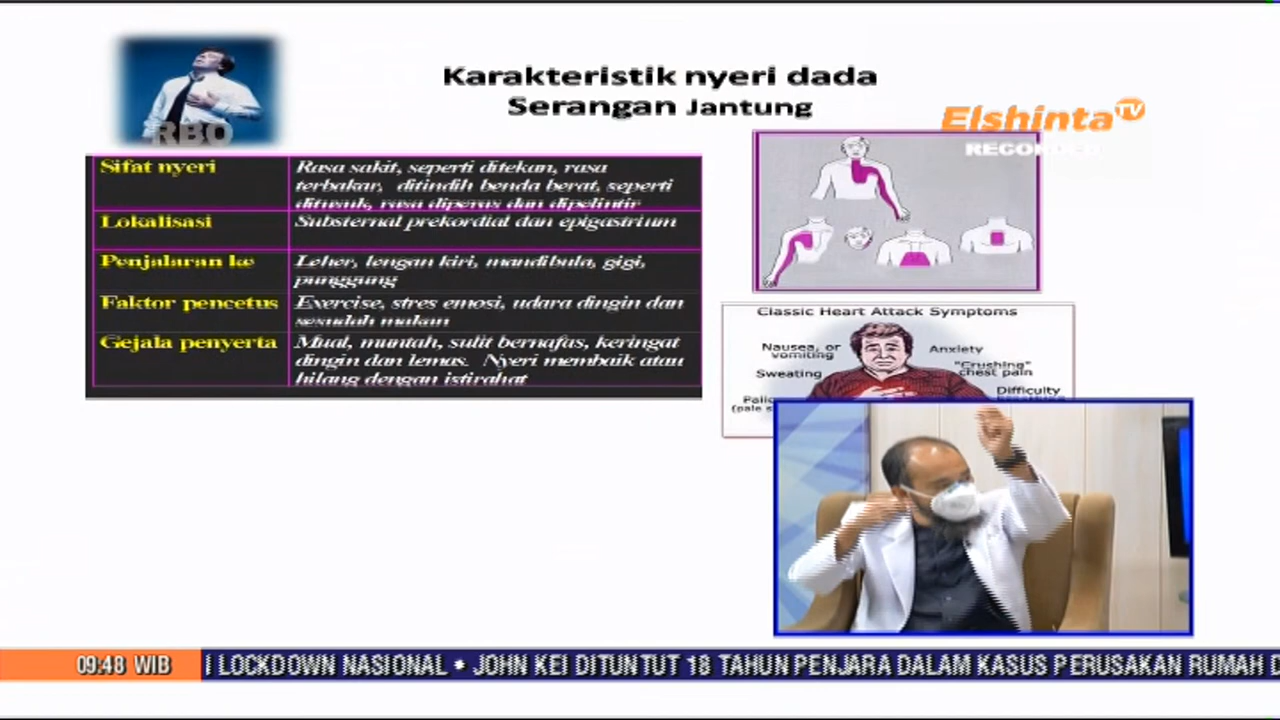 Karakteristik nyeri dada
Serangan Jantung
RBO
Elshinta TV
RECORDED
Sifat nyeri
Rasa sakit, seperti ditekan, rasa
terbakar, ditindih benda berat, seperti
ditusuk, rasa diperas dan dipelintir
Lokalisasi
Substernal prekordial dan epigastrium
Penjalaran ke
Leher, lengan kiri, mandibula, gigi,
punggung
Faktor pencetus
Exercise, stres emosi, udara dingin dan
sesudah makan
Gejala penyerta
Mual, muntah, sulit bernafas, keringat
dingin dan lemas. Nyeri membaik atau
hilang dengan istirahat
Classic Heart Attack Symptoms
Nausea, or
vomiting
Anxiety
Sweating
"Crushing"
chest pain
Difficulty
(pale s
09:48 WIB
I LOCKDOWN NASIONAL • JOHN KEI DITUNTUT 18 TAHUN PENJARA DALAM KASUS PERUSAKAN RUMAH D